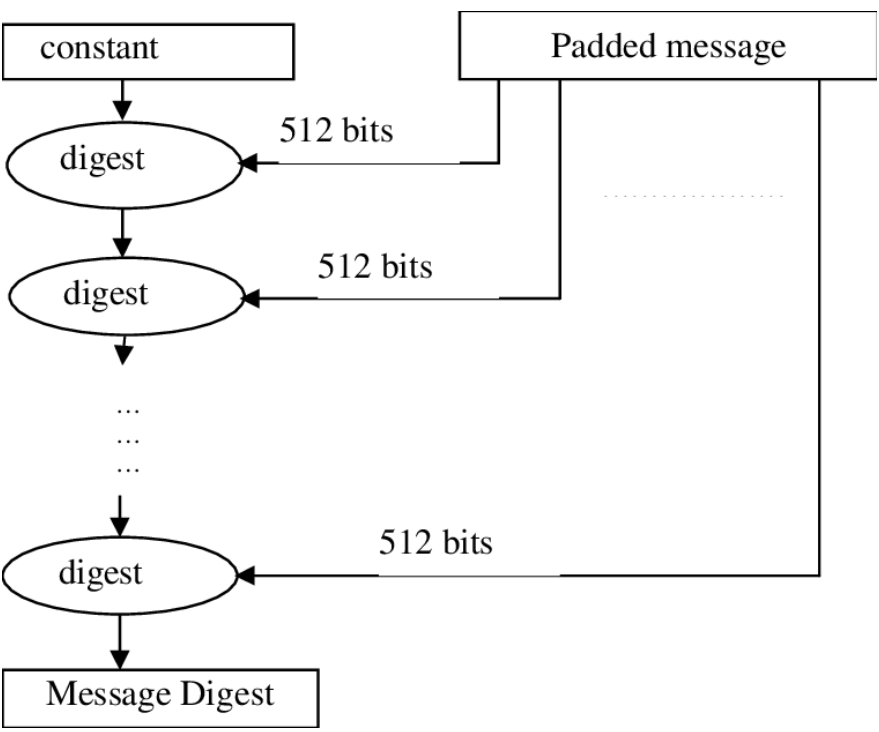 constant
Padded message
512 bits
digest
512 bits
digest
...
...
...
512 bits
digest
Message Digest